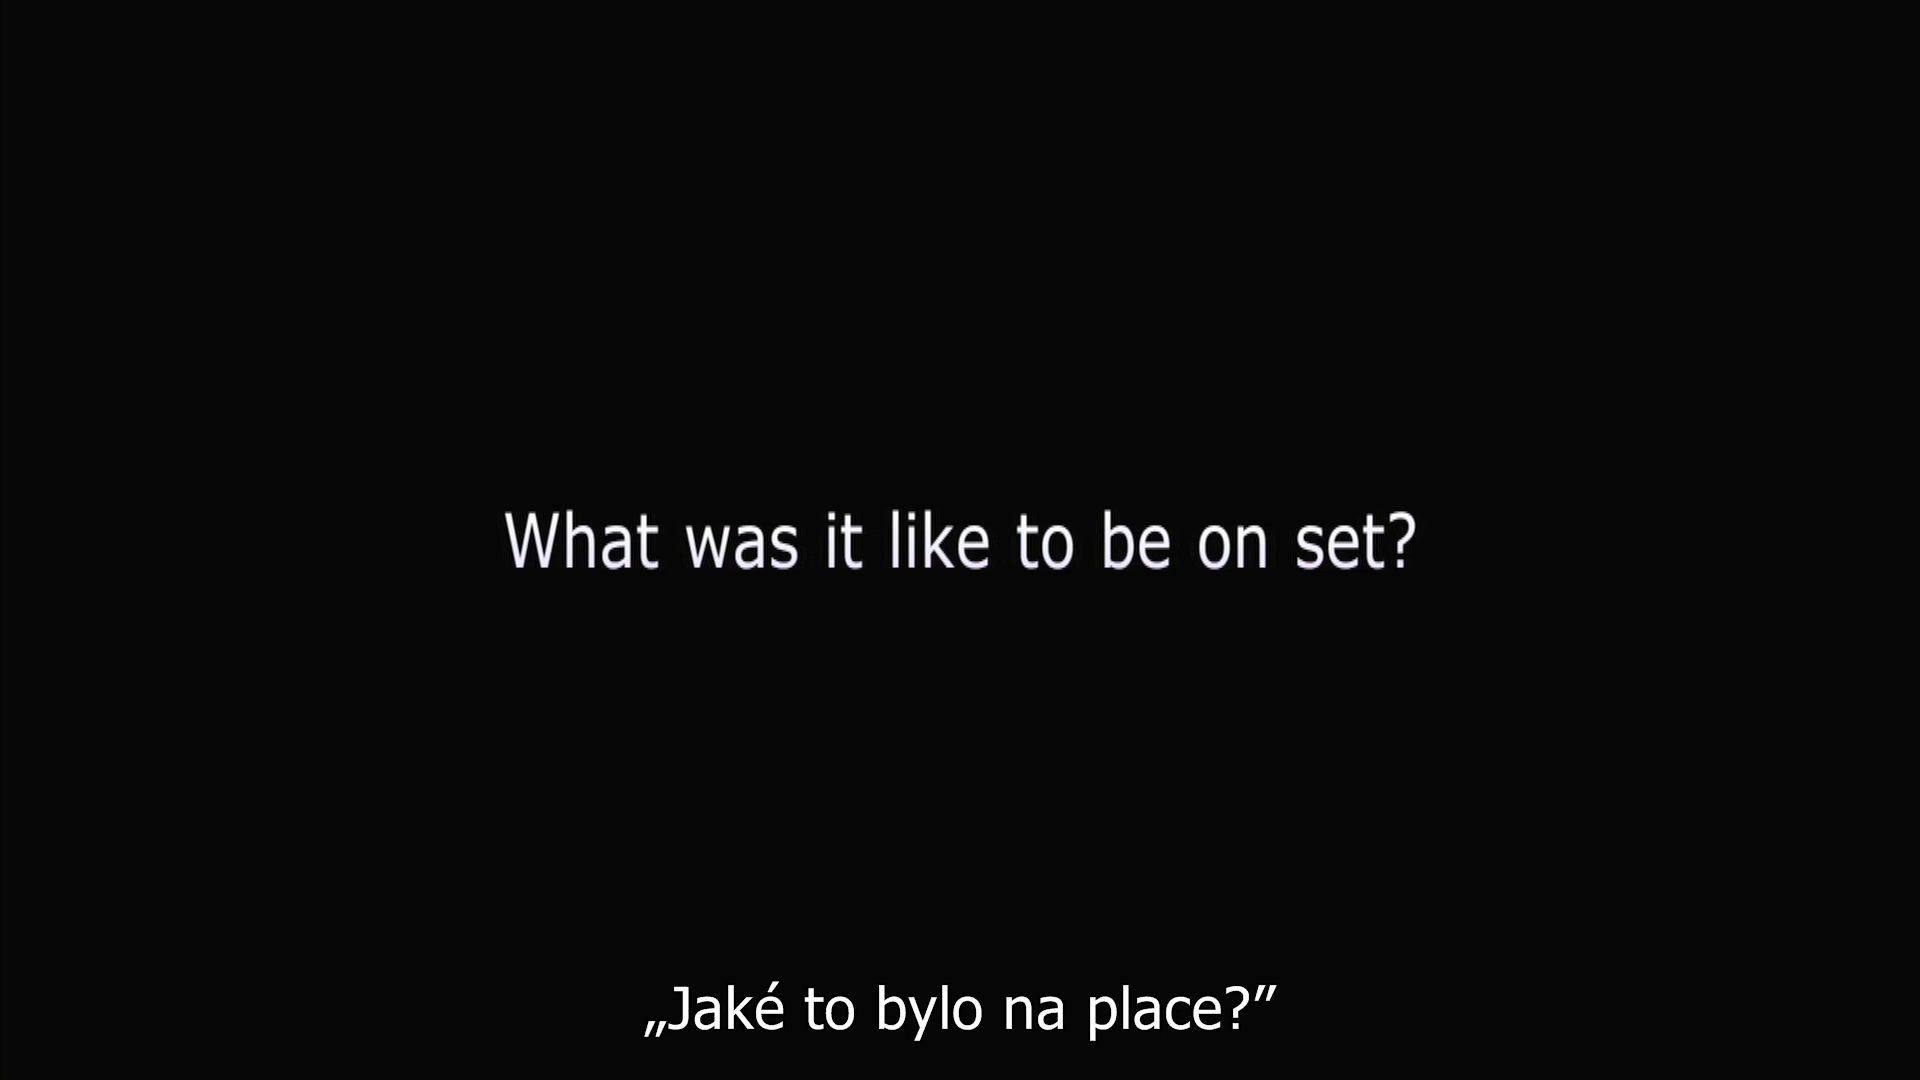 What was it like to be on set?
„Jaké to bylo na place?”